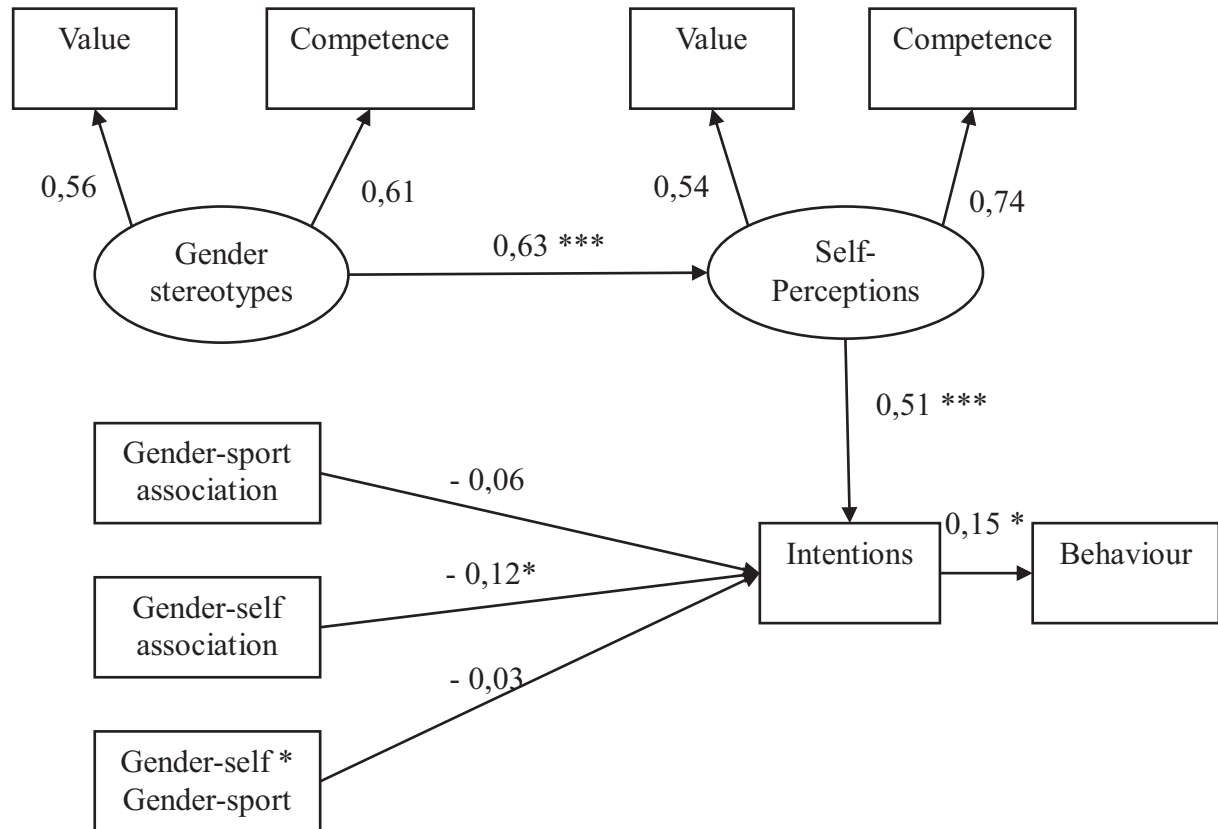 Value
Competence
Value
Competence
0,56
0,61
0,54
0,74
Gender
stereotypes
0,63 ***
Self-
Perceptions
0,51 ***
Gender-sport
association
- 0,06
Intentions
0,15 *
Behaviour
Gender-self
association
- 0,12*
- 0,03
Gender-self *
Gender-sport